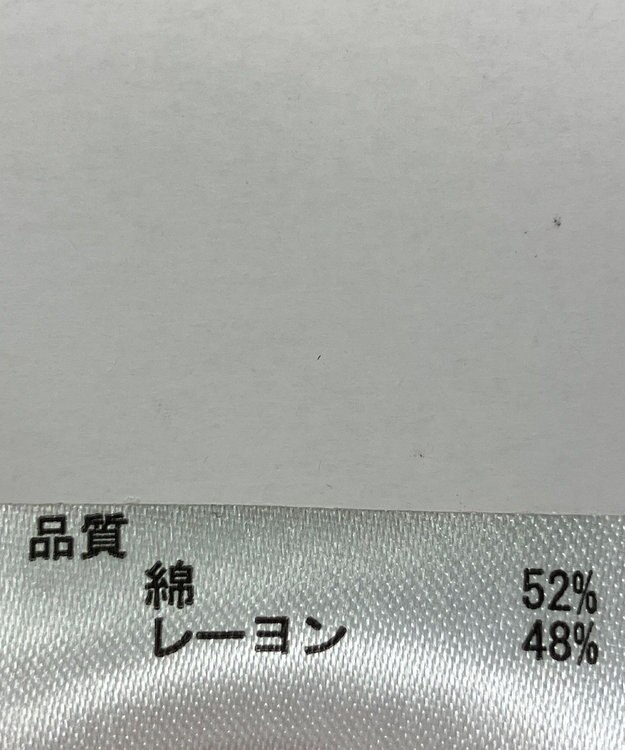 品質
綿 52%
レーヨン 48%